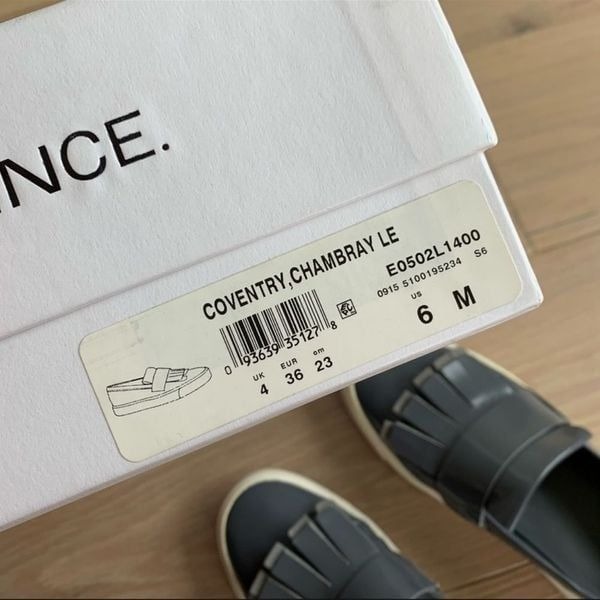 INCE.
COVENTRY,CHAMBRAY LE
E0502L1400
0915 5100195234 S6
0 93639 35127 8
UK EUR cm US
4 36 23 6 M